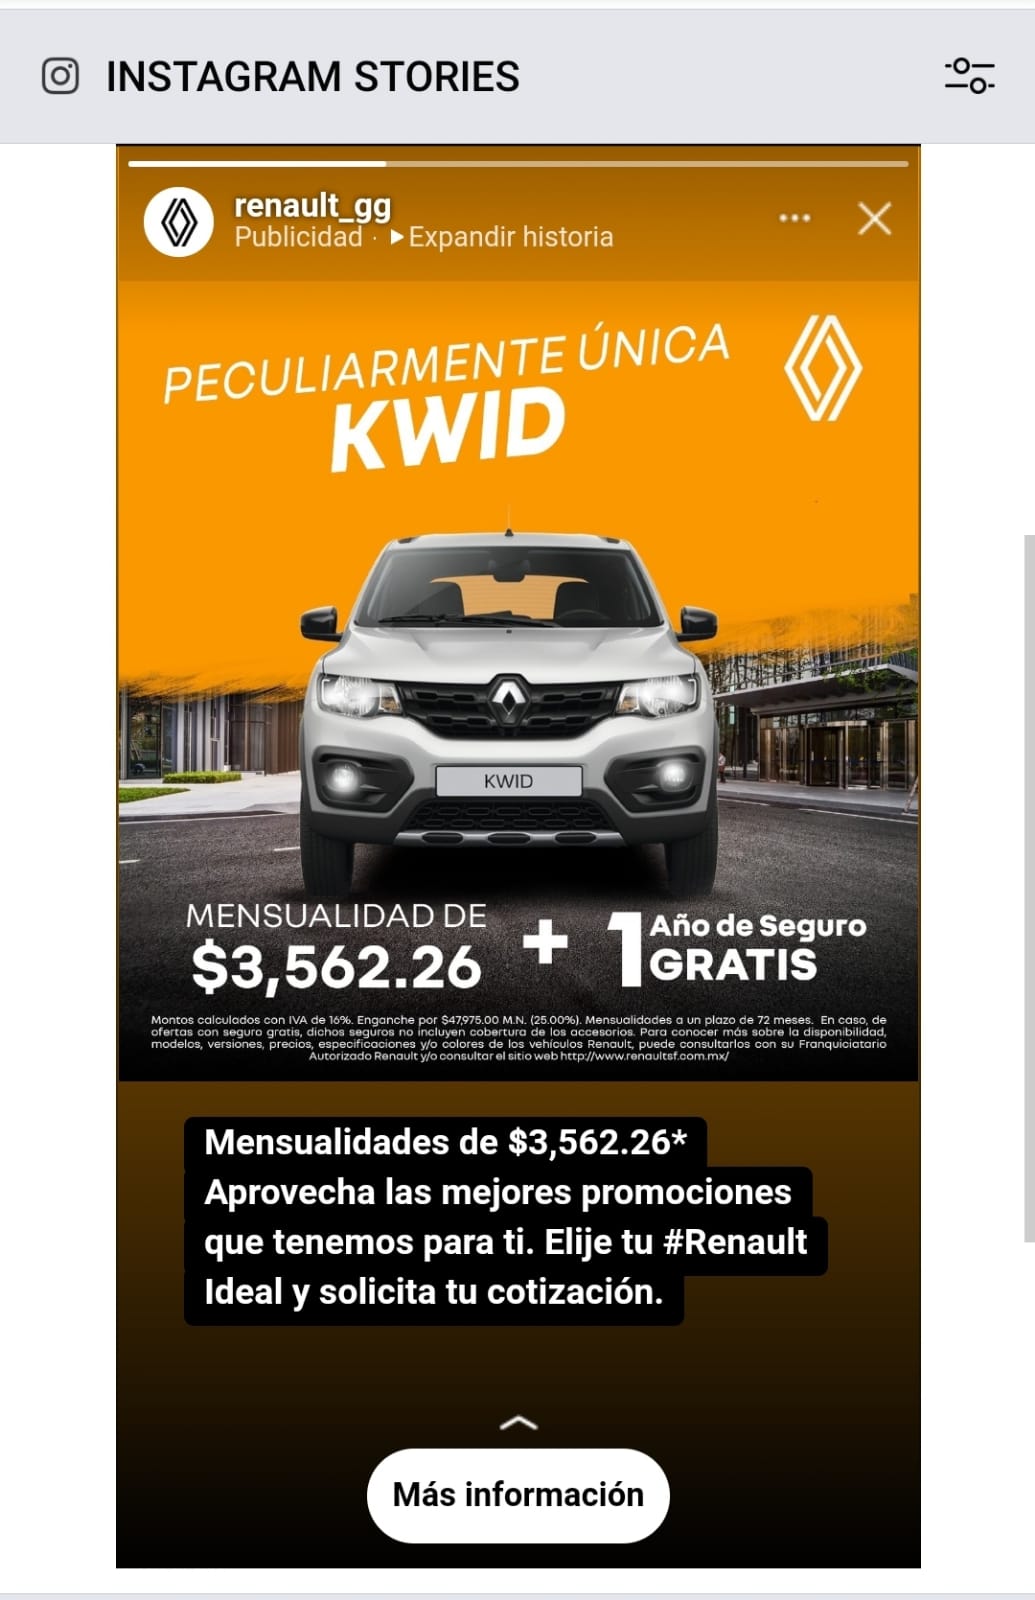 INSTAGRAM STORIES
renault_gg
Publicidad · ▶Expandir historia
PECULIARMENTE ÚNICA
KWID
KWID
MENSUALIDAD DE
$3,562.26
+
1 Año de Seguro
GRATIS
Montos calculados con IVA de 16%. Enganche por $47,975.00 M.N. (25.00%). Mensualidades a un plazo de 72 meses. En caso, de
ofertas con seguro gratis, dichos seguros no incluyen cobertura de los accesorios. Para conocer más sobre la disponibilidad,
modelos, versiones, precios, especificaciones y/o colores de los vehículos Renault, puede consultarlos con su Franquiciatario
Autorizado Renault y/o consultar el sitio web http://www.renaultsf.com.mx/
Mensualidades de $3,562.26*
Aprovecha las mejores promociones
que tenemos para ti. Elije tu #Renault
Ideal y solicita tu cotización.
Más información